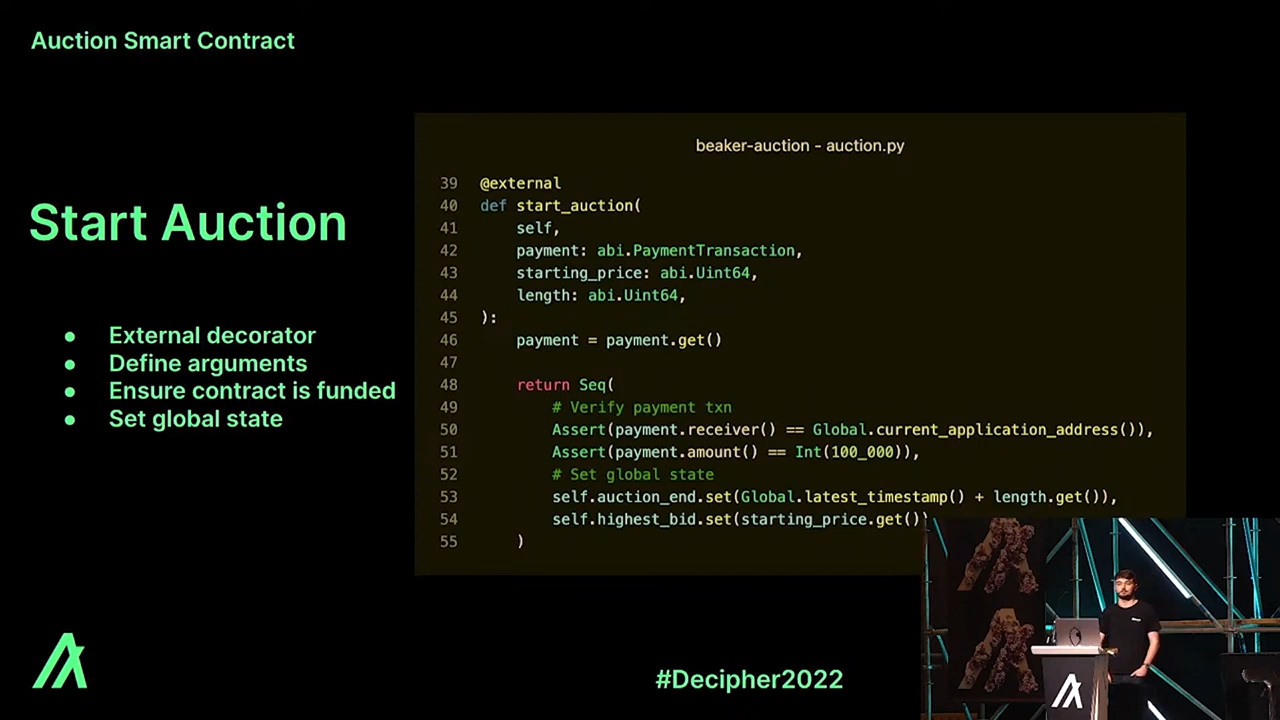 Auction Smart Contract
Start Auction
● External decorator
● Define arguments
● Ensure contract is funded
● Set global state
beaker-auction - auction.py
39 @external
40 def start_auction(
41     self,
42     payment: abi.PaymentTransaction,
43     starting_price: abi.Uint64,
44     length: abi.Uint64,
45 ):
46     payment = payment.get()
47
48     return Seq(
49         # Verify payment txn
50         Assert(payment.receiver() == Global.current_application_address()),
51         Assert(payment.amount() == Int(100_000)),
52         # Set global state
53         self.auction_end.set(Global.latest_timestamp() + length.get()),
54         self.highest_bid.set(starting_price.get())
55     )
#Decipher2022